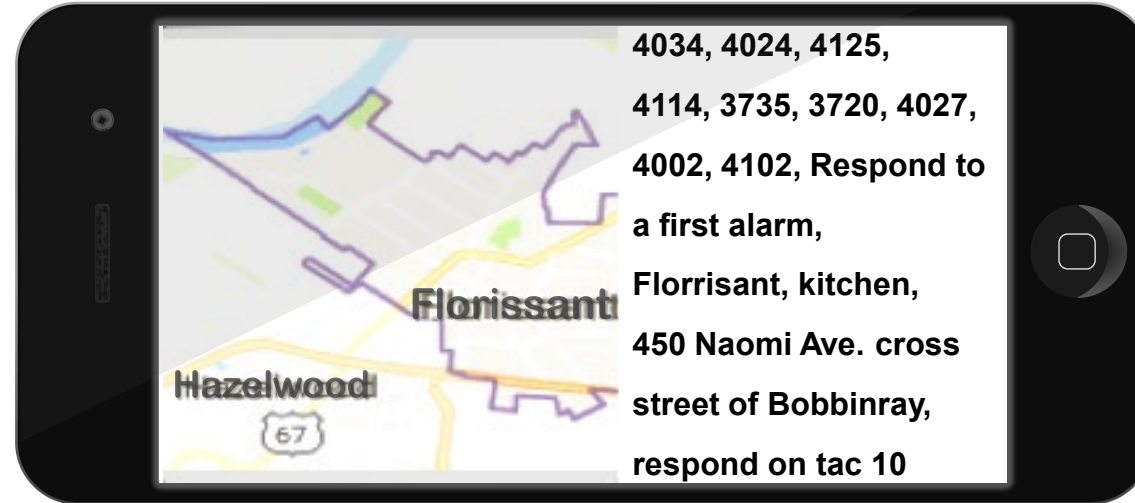 4034, 4024, 4125,
4114, 3735, 3720, 4027,
4002, 4102, Respond to
a first alarm,
Florrisant, kitchen,
450 Naomi Ave. cross
street of Bobbinray,
respond on tac 10
Florissant
Hazelwood
67